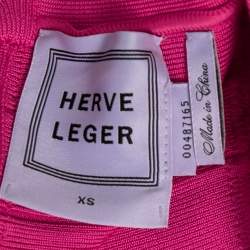 HERVE
LEGER
XS
00487165
Made in China